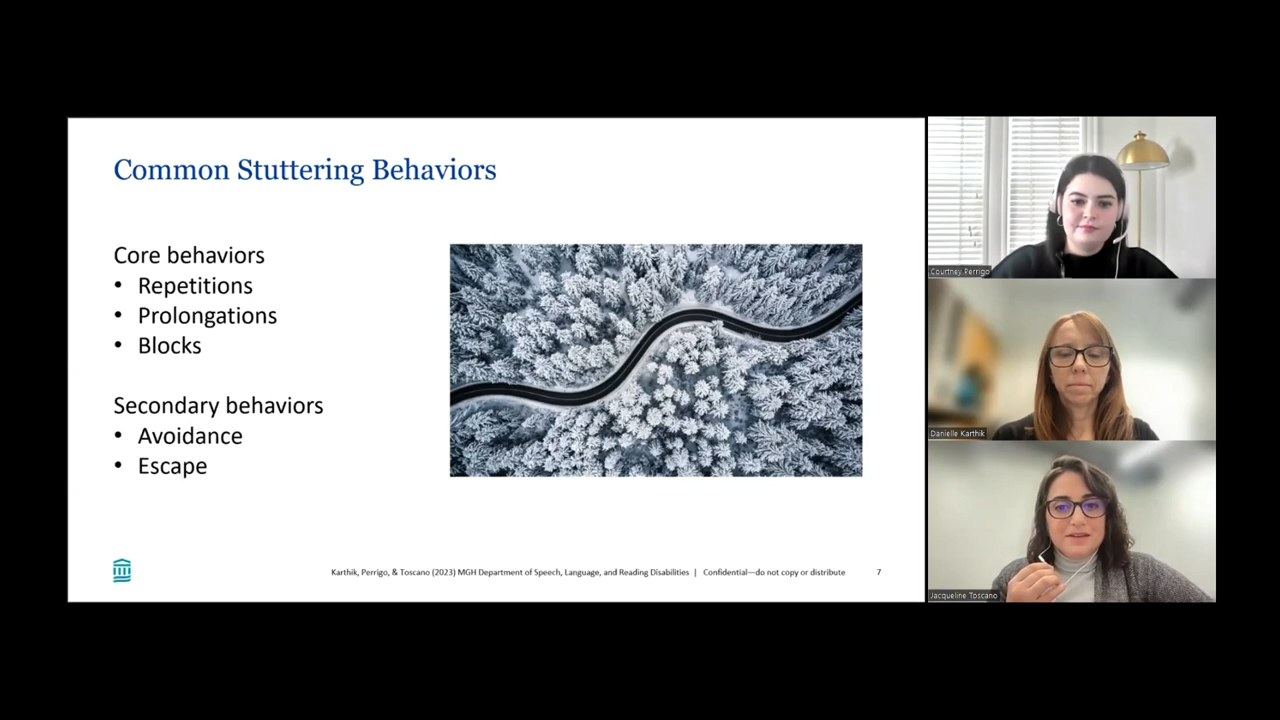 Common Stuttering Behaviors
Core behaviors
• Repetitions
• Prolongations
• Blocks
Secondary behaviors
• Avoidance
• Escape
Karthik, Perrigo, & Toscano (2023) MGH Department of Speech, Language, and Reading Disabilities | Confidential—do not copy or distribute 7
Courtney Perrigo
Danielle Karthik
Jacqueline Toscano